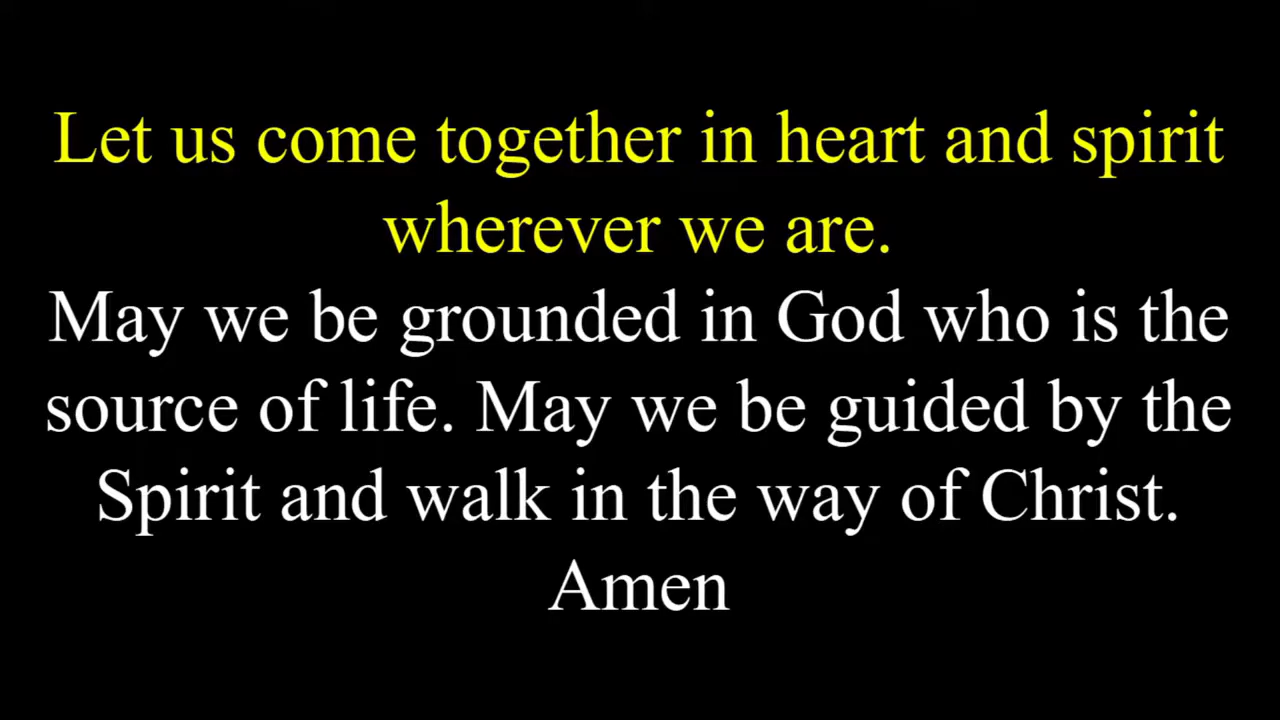 Let us come together in heart and spirit
wherever we are.
May we be grounded in God who is the
source of life. May we be guided by the
Spirit and walk in the way of Christ.
Amen